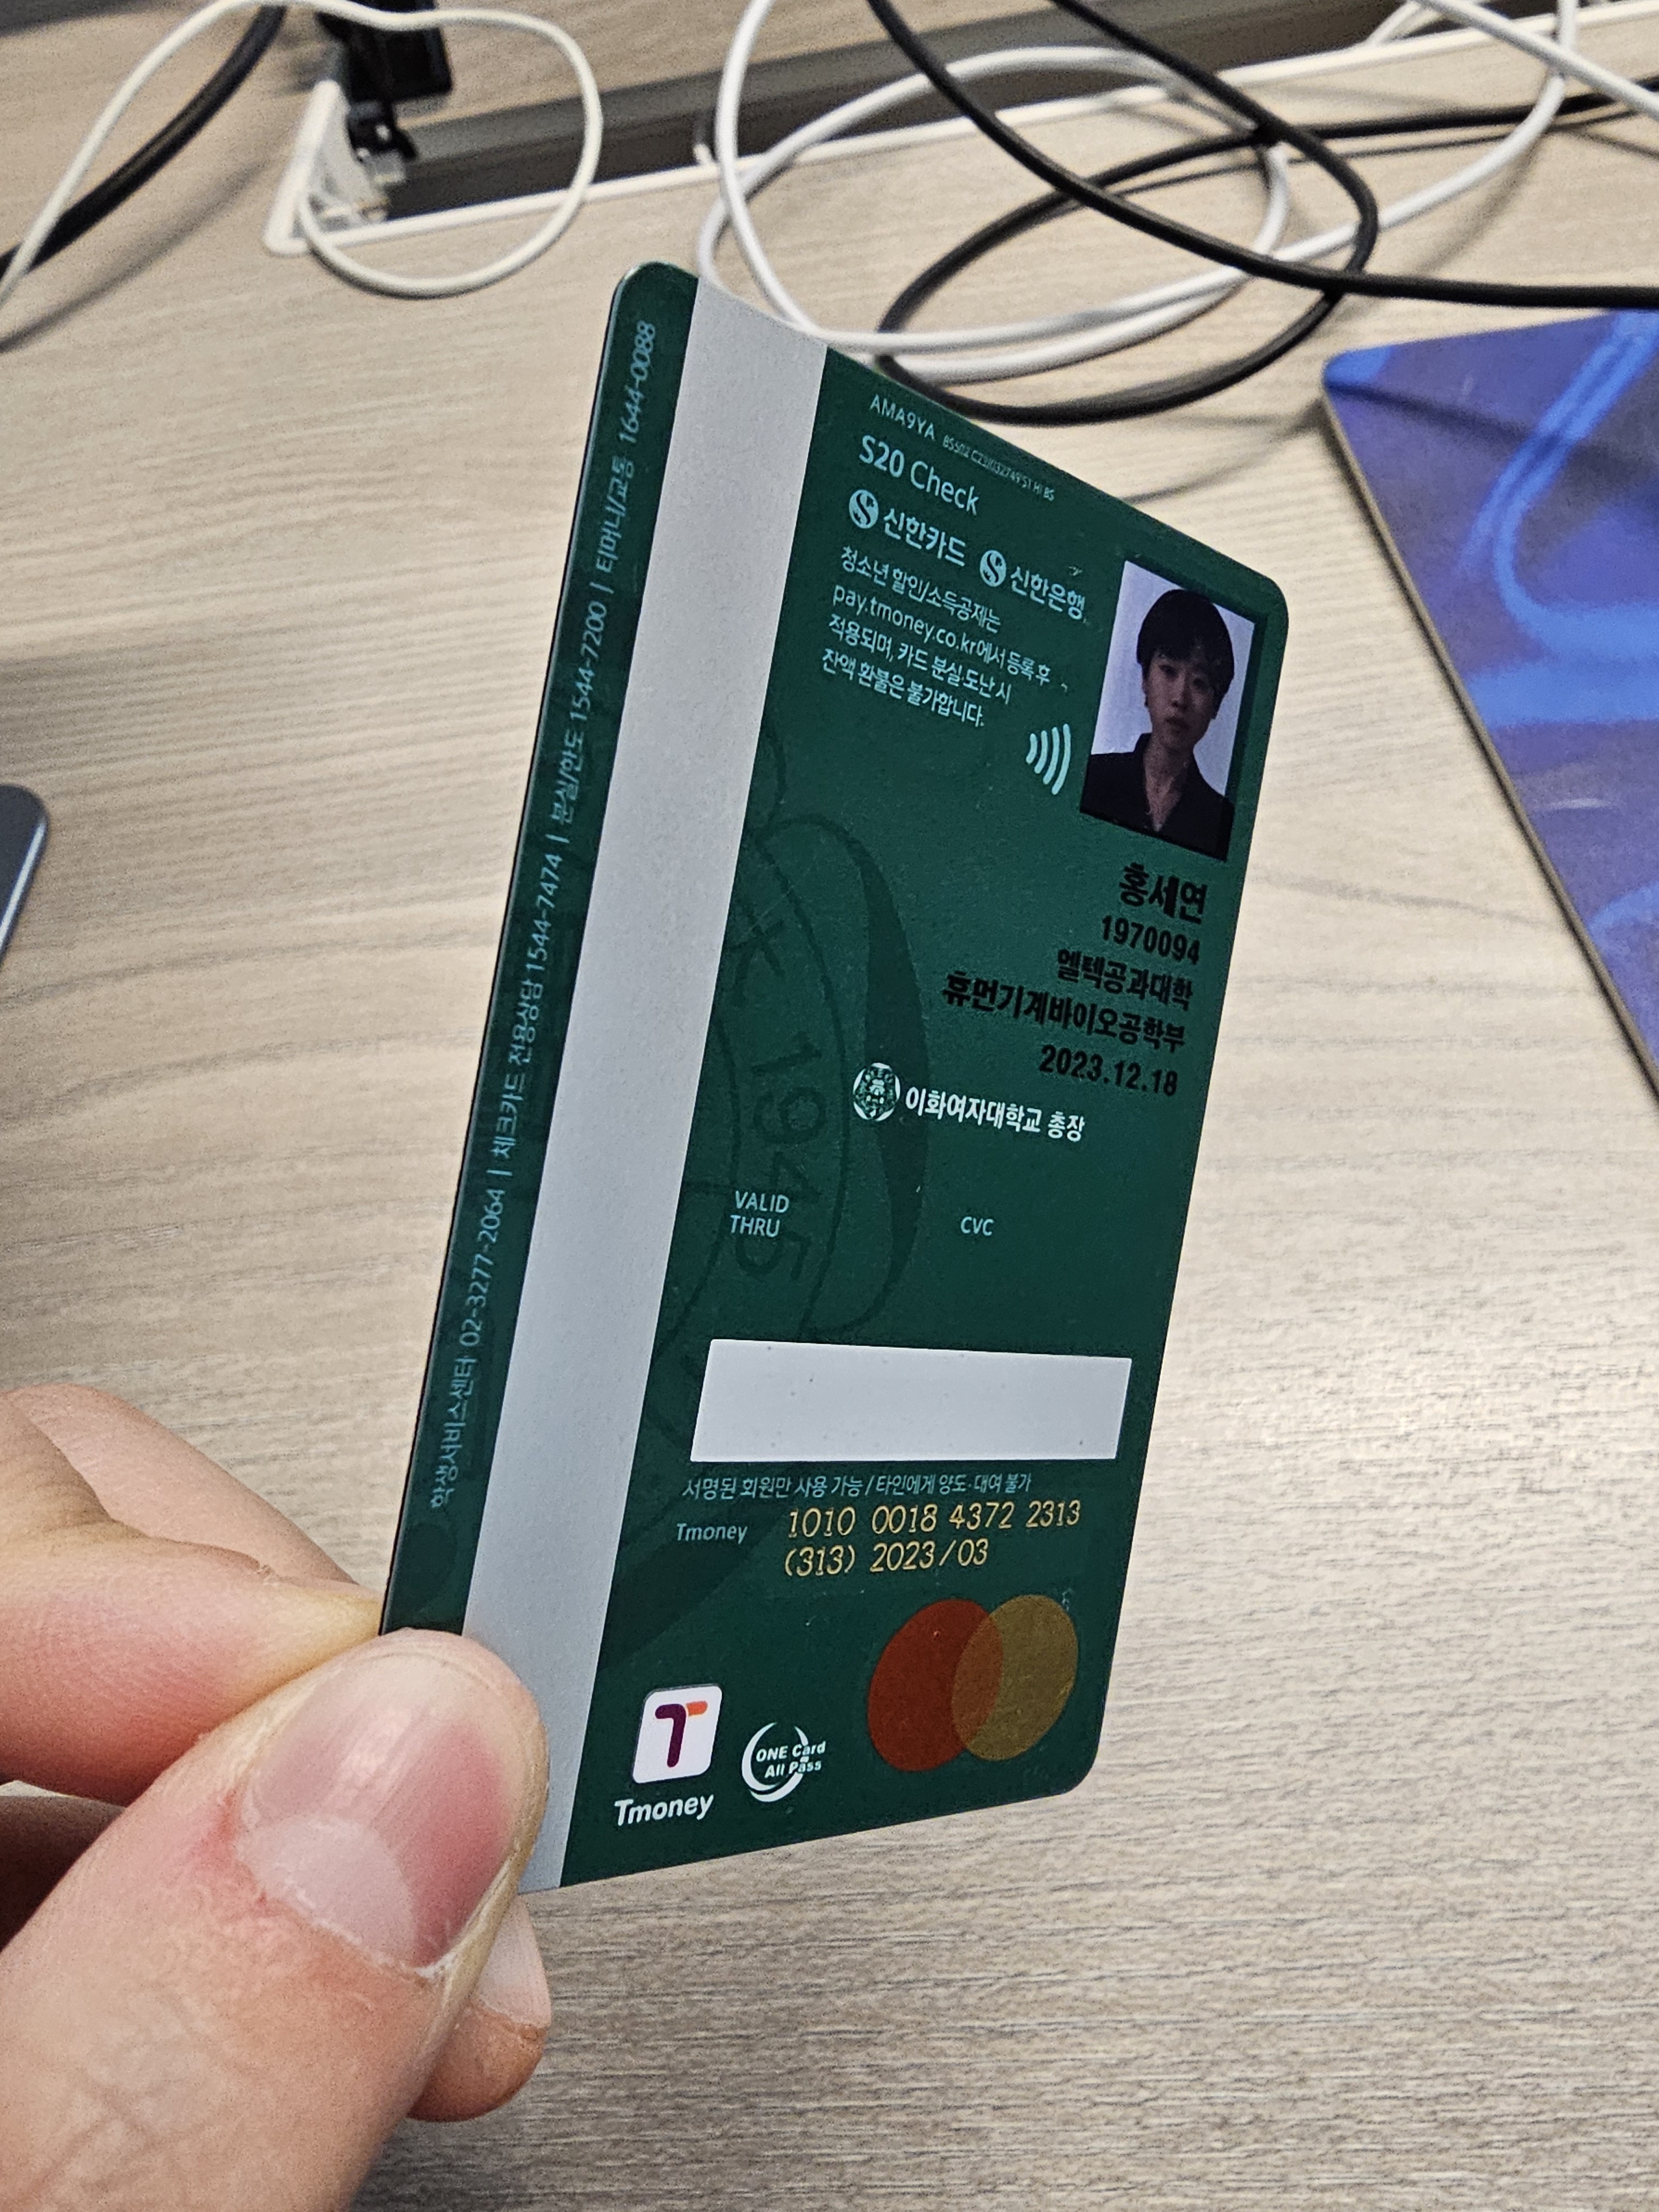 학생서비스센터 02-3277-2064 | 체크카드 전용상담 1544-7474 | 분실/한도 1544-7200 | 티머니/교통 1644-0088
AMA9YA
S20 Check
신한카드 신한은행
청소년 할인/소득공제는
pay.tmoney.co.kr에서 등록 후
적용되며, 카드 분실·도난 시
잔액 환불은 불가합니다.
홍세연
1970094
엘텍공과대학
휴먼기계바이오공학부
2023.12.18
이화여자대학교 총장
1945
VALID
THRU
CVC
서명된 회원만 사용 가능 / 타인에게 양도·대여 불가
Tmoney 1010 0018 4372 2313
(313) 2023/03
T
Tmoney
ONE Card
All Pass